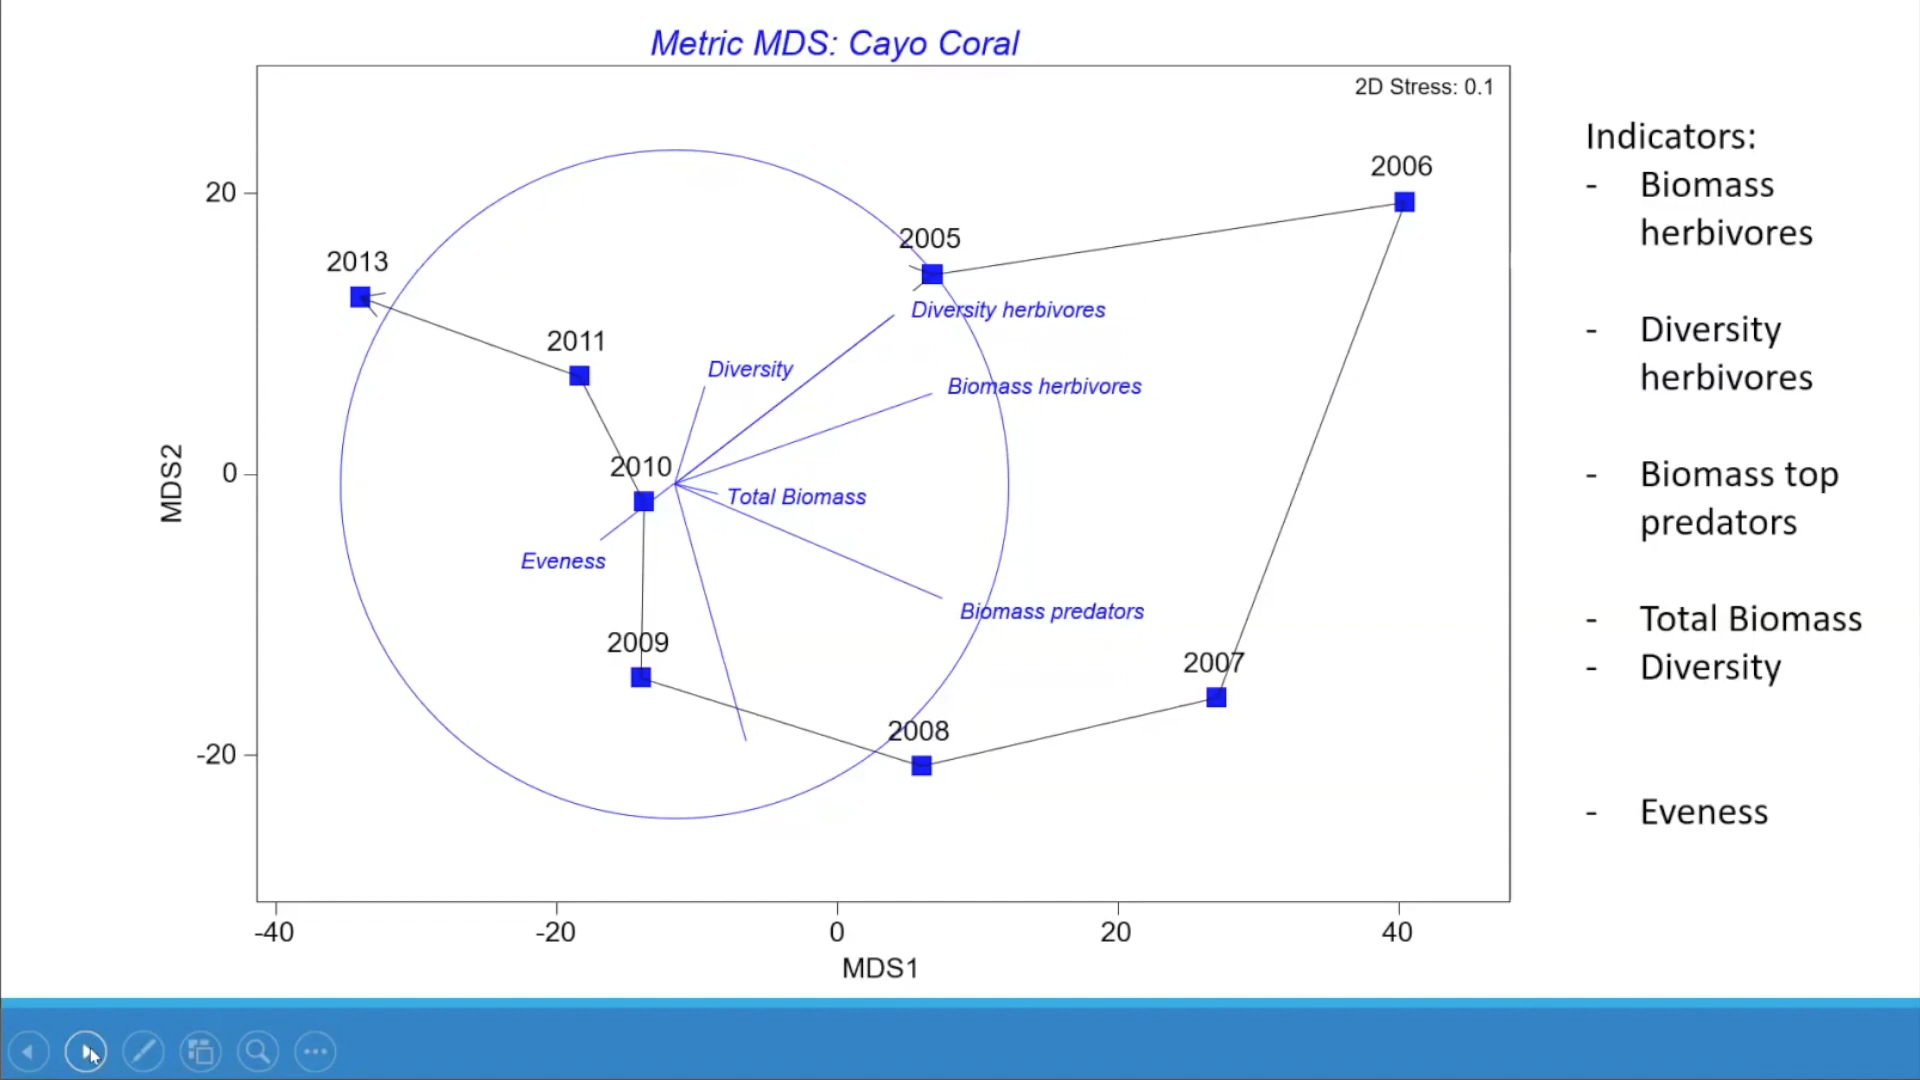 Metric MDS: Cayo Coral
2D Stress: 0.1
2006
2005
2013
Diversity herbivores
2011
Diversity
Biomass herbivores
2010
Total Biomass
Eveness
Biomass predators
2009
2007
2008
20
0
-20
MDS2
-40
-20
0
20
40
MDS1
Indicators:
- Biomass
herbivores
- Diversity
herbivores
- Biomass top
predators
- Total Biomass
- Diversity
- Eveness